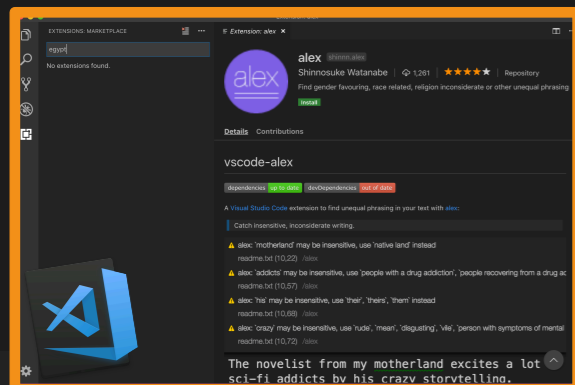 EXTENSIONS: MARKETPLACE
egypt
No extensions found.
Extension: alex
alex shinnn.alex
Shinnosuke Watanabe 1,261 Repository
Find gender favouring, race related, religion inconsiderate or other unequal phrasing
Install
Details Contributions
alex
vscode-alex
dependencies up to date devDependencies out of date
A Visual Studio Code extension to find unequal phrasing in your text with alex:
Catch insensitive, inconsiderate writing.
alex: `motherland` may be insensitive, use `native land` instead
readme.txt (10,22) /alex
alex: `addicts` may be insensitive, use `people with a drug addiction`, `people recovering from a drug ad
readme.txt (10,57) /alex
alex: `his` may be insensitive, use `their`, `theirs`, `them` instead
readme.txt (10,68) /alex
alex: `crazy` may be insensitive, use `rude`, `mean`, `disgusting`, `vile`, `person with symptoms of mental
readme.txt (10,72) /alex
The novelist from my motherland excites a lot
sci-fi addicts by his crazy storytelling.